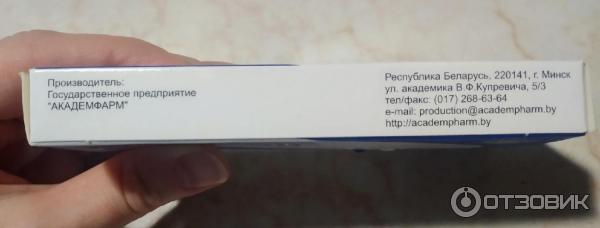 Производитель:
Государственное предприятие
"АКАДЕМФАРМ"
Республика Беларусь, 220141, г. Минск
ул. академика В.Ф.Купревича, 5/3
тел/факс: (017) 268-63-64
e-mail: production@academpharm.by
http://academpharm.by
ОТЗОВИК